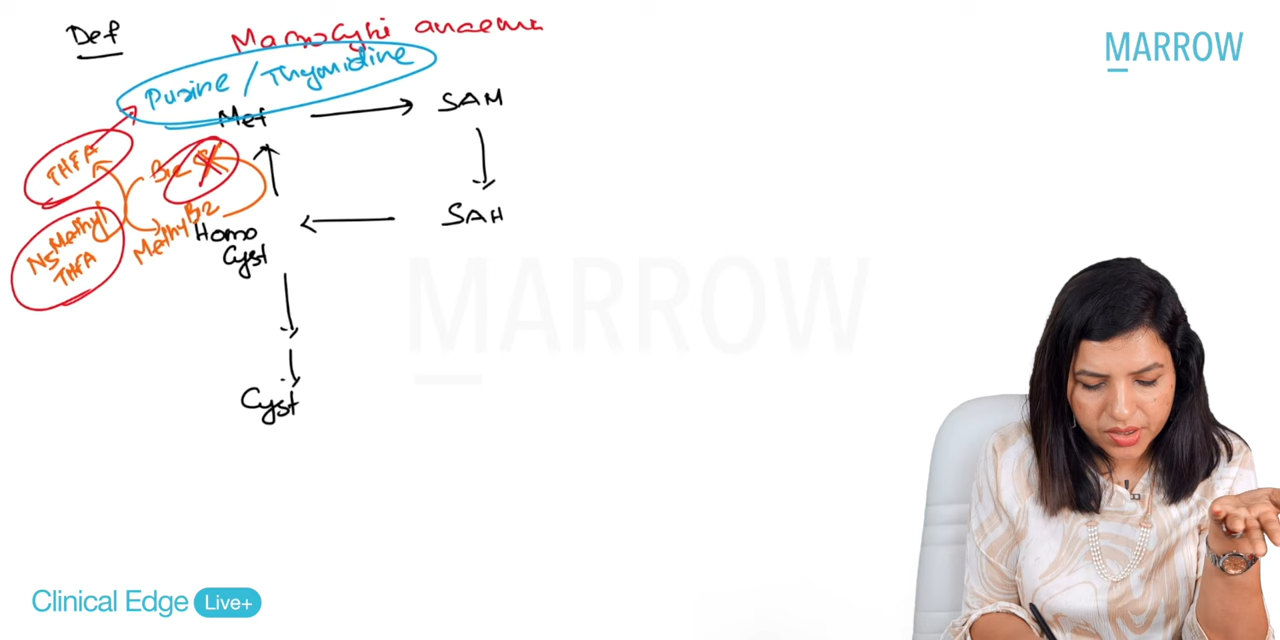 Def
Macrocytic anaemia
MARROW
Purine / Thymidine
Met
SAM
THFA
B12
SAH
N5 Methyl
THFA
Methyl B12
Homo
Cyst
MARROW
Cyst
Clinical Edge Live+